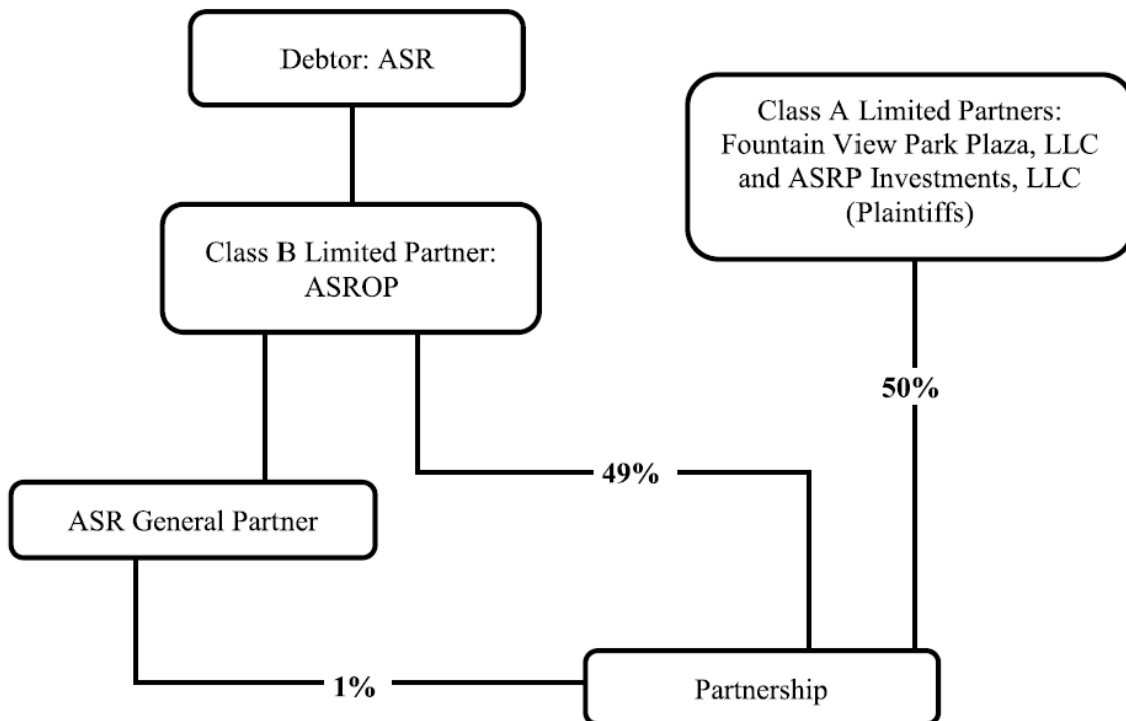 Debtor: ASR
Class A Limited Partners:
Fountain View Park Plaza, LLC
and ASRP Investments, LLC
(Plaintiffs)
Class B Limited Partner:
ASROP
50%
49%
ASR General Partner
1%
Partnership